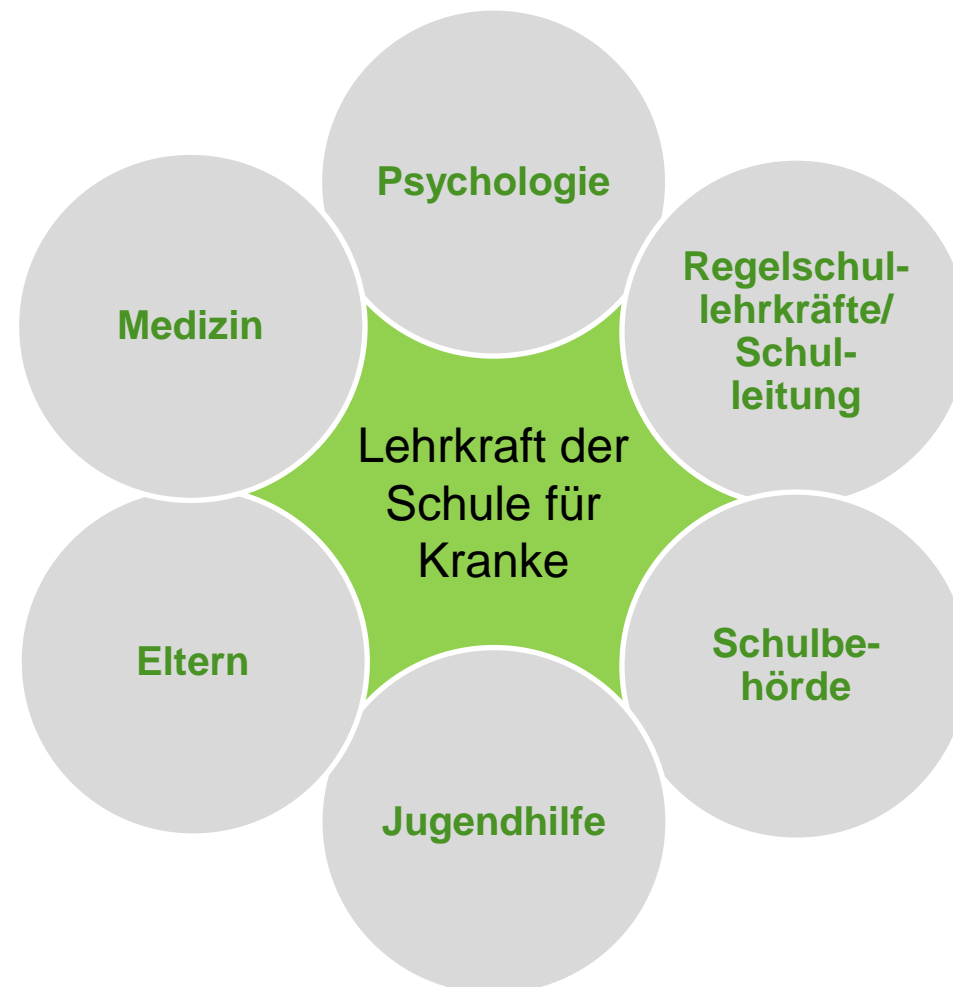 Psychologie
Regelschul-
lehrkräfte/
Schul-
leitung
Medizin
Lehrkraft der
Schule für
Kranke
Eltern
Schulbe-
hörde
Jugendhilfe